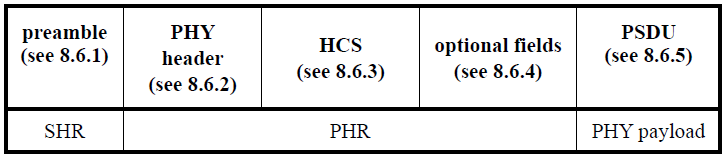 preamble
(see 8.6.1)
PHY
header
(see 8.6.2)
HCS
(see 8.6.3)
optional fields
(see 8.6.4)
PSDU
(see 8.6.5)
SHR
PHR
PHY payload